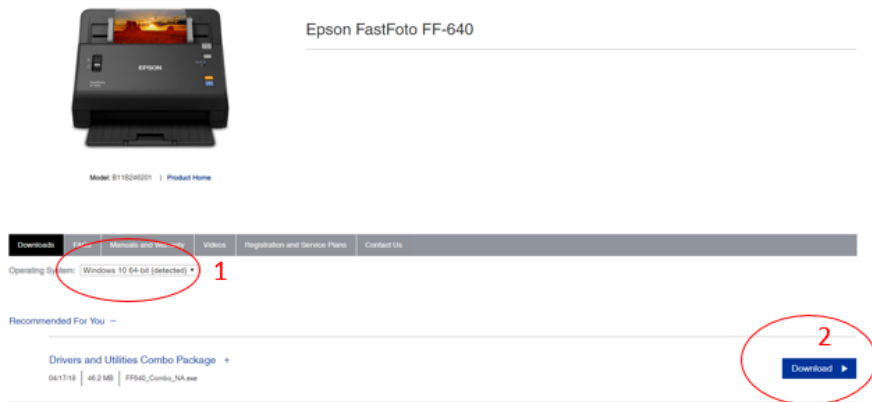 Epson FastFoto FF-640
EPSON
Model: B11B246201 | Product Home
Downloads FAQs Manuals and Warranty Videos Registration and Service Plans Contact Us
Operating System: Windows 10 64-bit (detected)
1
Recommended For You –
2
Drivers and Utilities Combo Package +
Download
04/17/18 | 46.2 MB | FF640_Combo_NA.exe